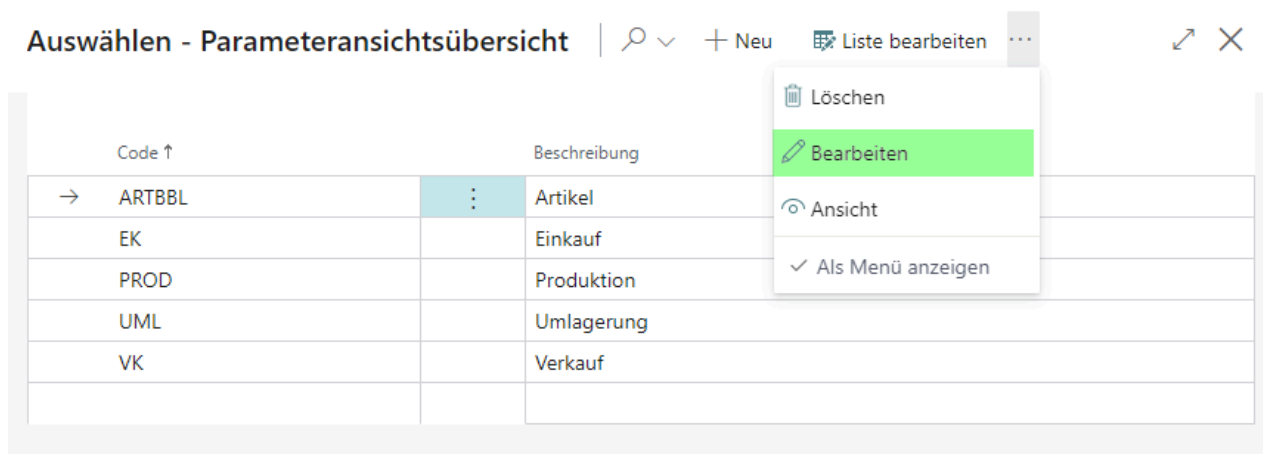 Auswählen - Parameteransichtsübersicht Neu Liste bearbeiten ...
Löschen
Bearbeiten
Ansicht
Als Menü anzeigen
Code ↑ Beschreibung
ARTBBL Artikel
EK Einkauf
PROD Produktion
UML Umlagerung
VK Verkauf